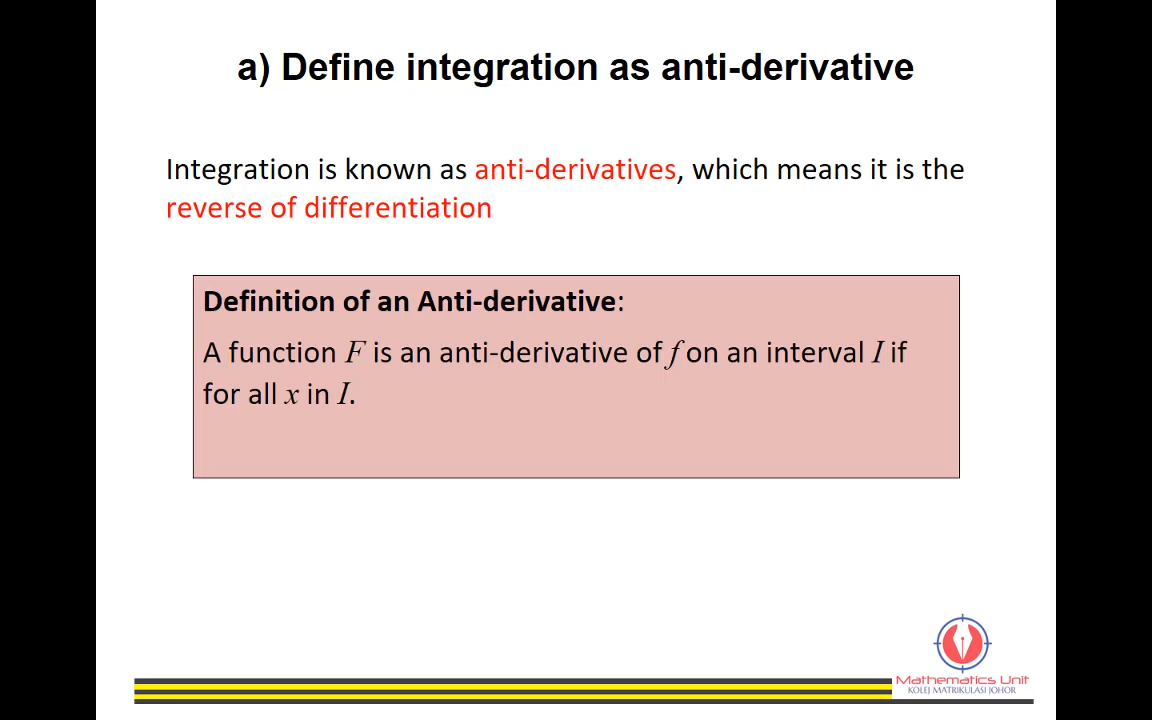 a) Define integration as anti-derivative
Integration is known as anti-derivatives, which means it is the
reverse of differentiation
Definition of an Anti-derivative:
A function F is an anti-derivative of f on an interval I if
for all x in I.
Mathematics Unit
KOLEJ MATRIKULASI JOHOR